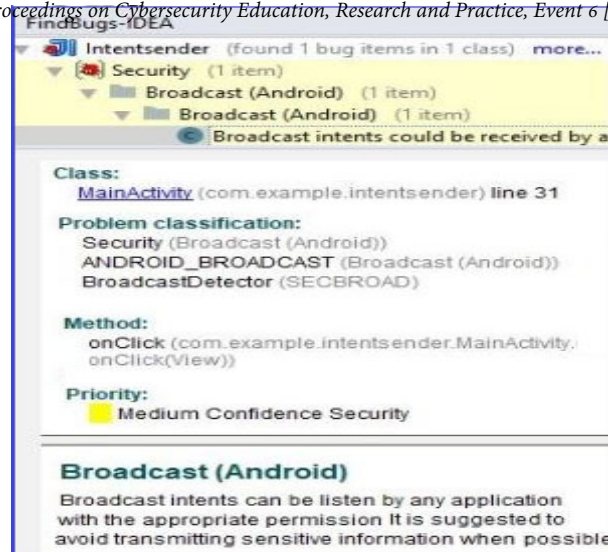 roceedings on Cybersecurity Education, Research and Practice, Event 6 [
FindBugs-IDEA
Intentsender (found 1 bug items in 1 class) more...
Security (1 item)
Broadcast (Android) (1 item)
Broadcast (Android) (1 item)
Broadcast intents could be received by a
Class:
MainActivity (com.example.intentsender) line 31
Problem classification:
Security (Broadcast (Android))
ANDROID_BROADCAST (Broadcast (Android))
BroadcastDetector (SECBROAD)
Method:
onClick (com.example.intentsender.MainActivity.
onClick(View))
Priority:
Medium Confidence Security
Broadcast (Android)
Broadcast intents can be listen by any application
with the appropriate permission It is suggested to
avoid transmitting sensitive information when possible